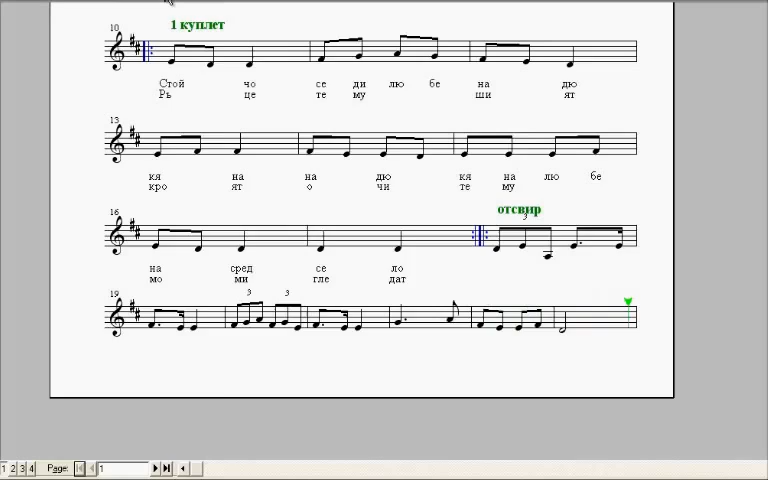 1 куплет
10
Стой чо се ди лю бе на дю
Рь це те му ши ят
13
кя на на дю кя на лю бе
кро ят о чи те му
отсвир
16
3
на сред се ло
мо ми гле дат
19
3 3
1 2 3 4 Page: 1